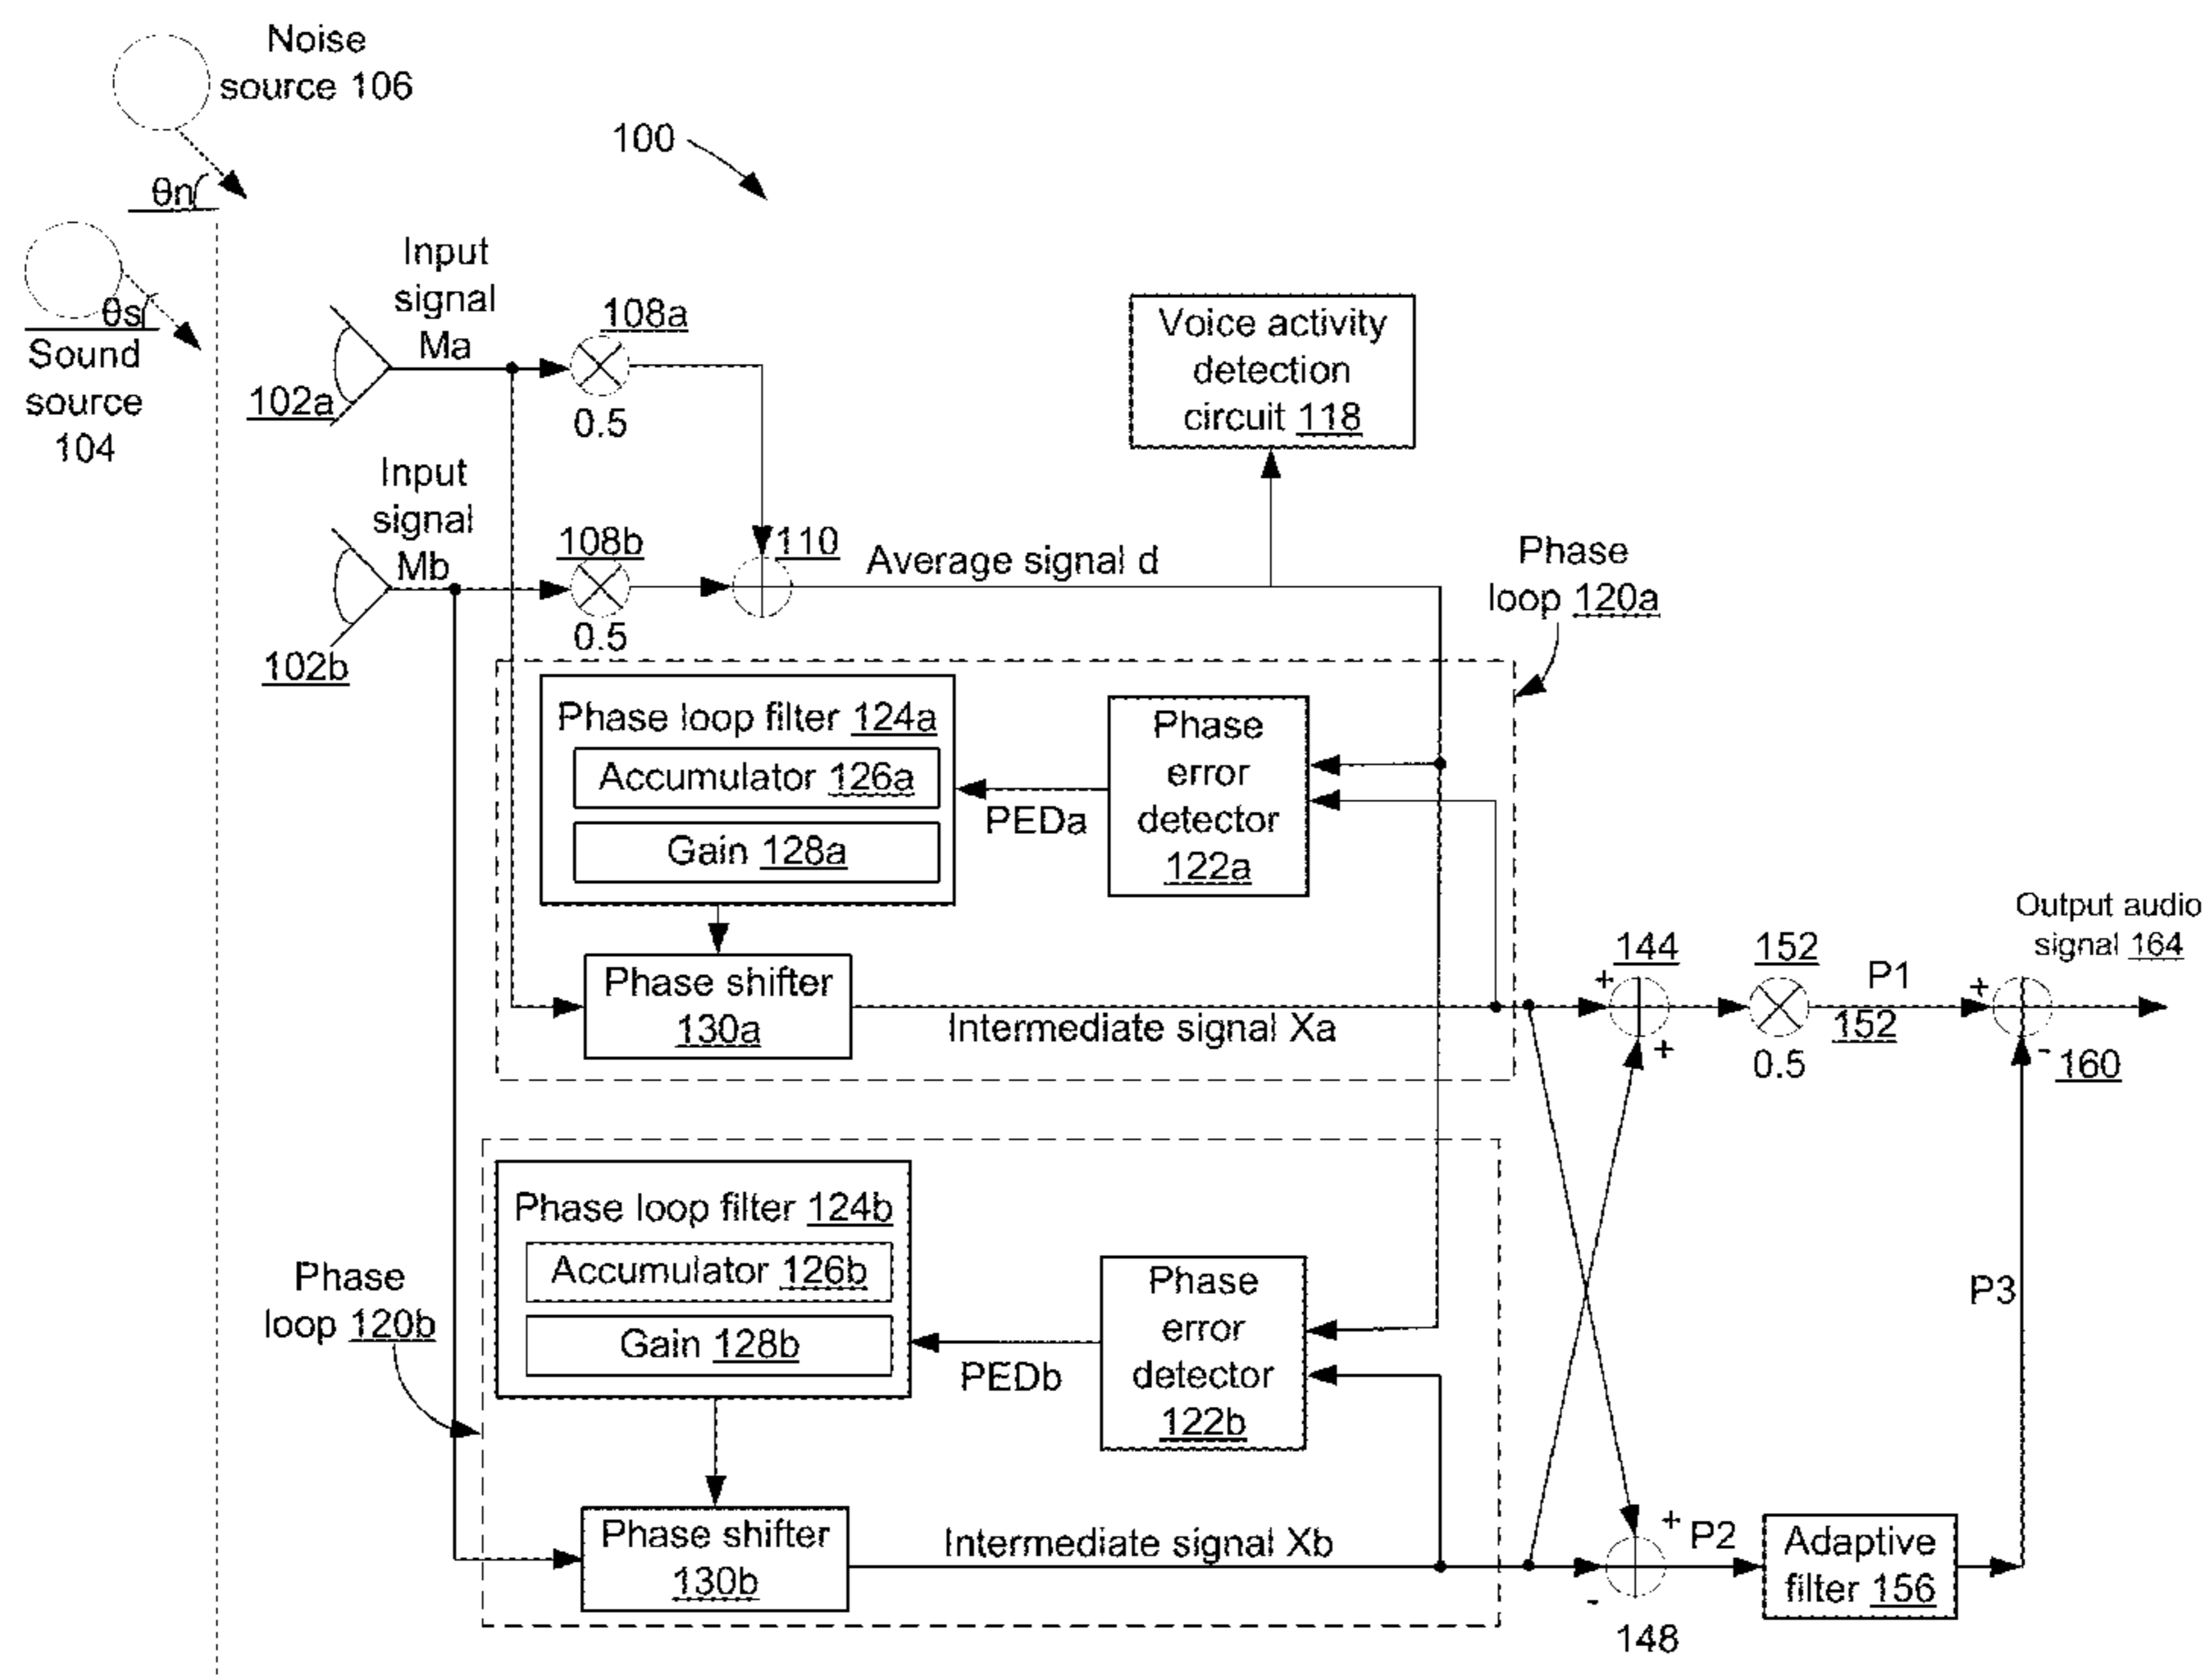 Noise
source 106
100
θn
θs
Sound
source
104
Input
signal
Ma
102a
108a
0.5
Voice activity
detection
circuit 118
Input
signal
Mb
102b
108b
0.5
110
Average signal d
Phase
loop 120a
Phase loop filter 124a
Accumulator 126a
Gain 128a
PEDa
Phase
error
detector
122a
Phase shifter
130a
Intermediate signal Xa
+
144
+
152
0.5
P1
152
+
-
160
Output audio
signal 164
Phase
loop 120b
Phase loop filter 124b
Accumulator 126b
Gain 128b
PEDb
Phase
error
detector
122b
Phase shifter
130b
Intermediate signal Xb
+
-
148
P2
Adaptive
filter 156
P3